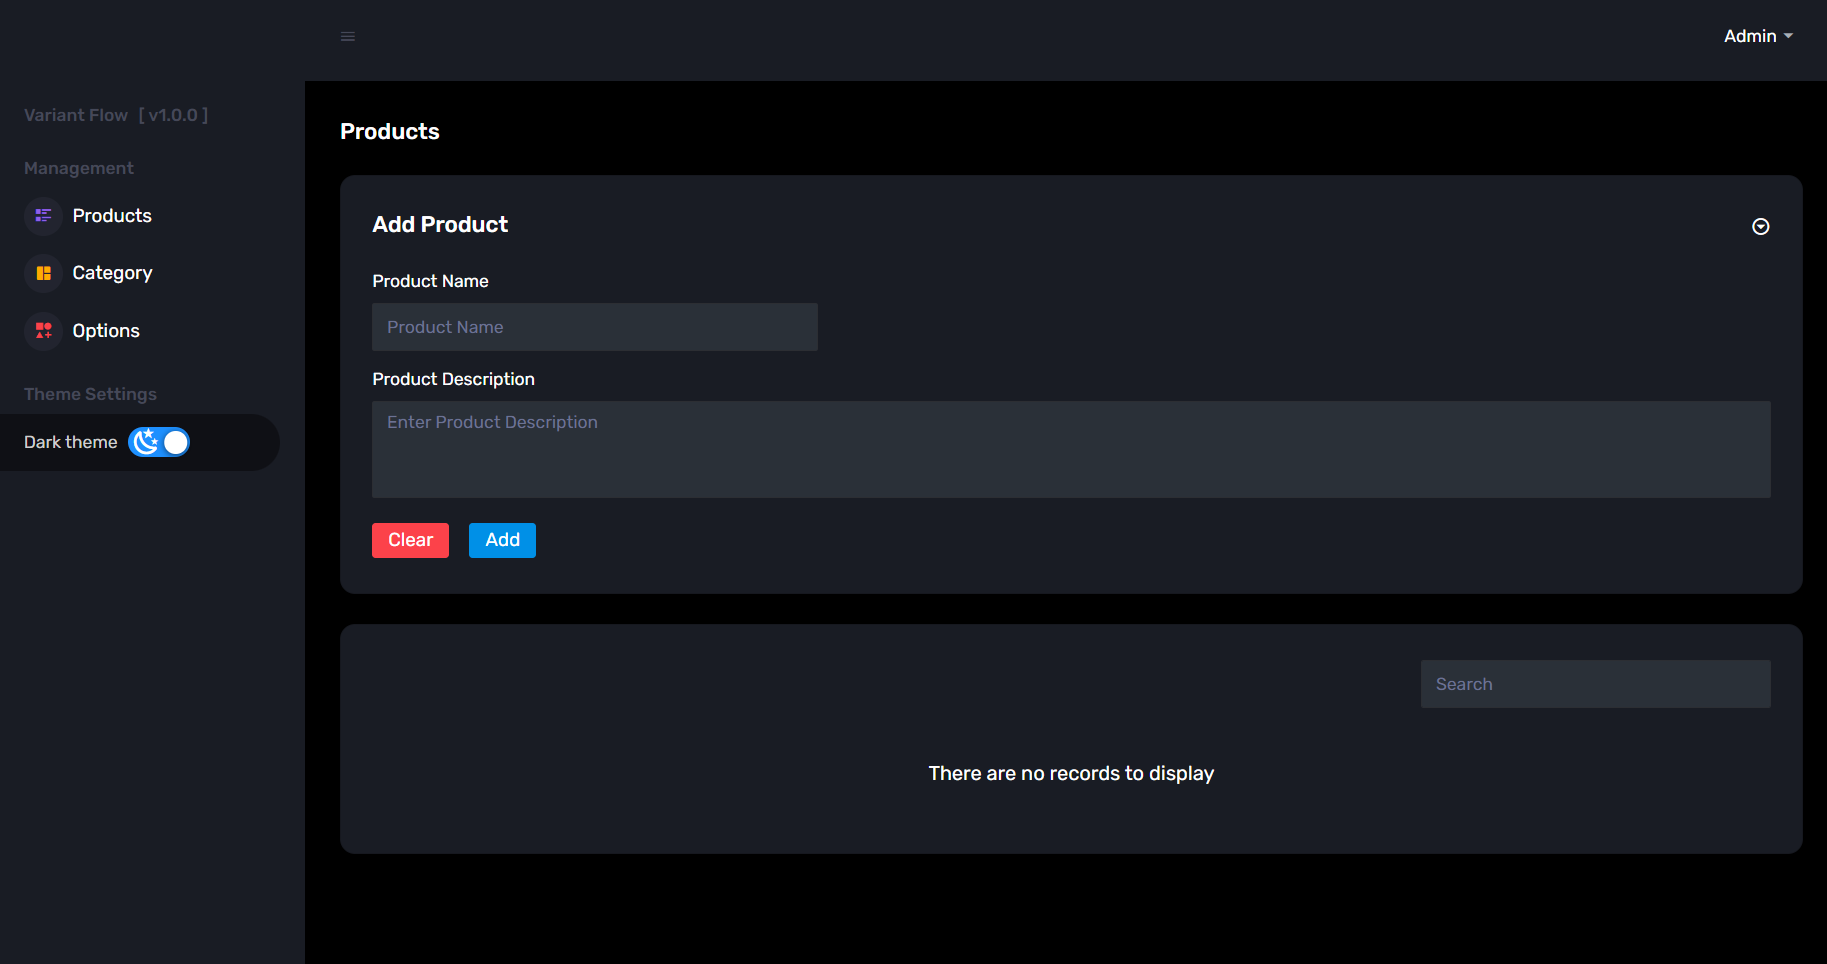 Admin
Variant Flow [ v1.0.0 ]
Management
Products
Category
Options
Theme Settings
Dark theme
Products
Add Product
Product Name
Product Name
Product Description
Enter Product Description
Clear Add
Search
There are no records to display